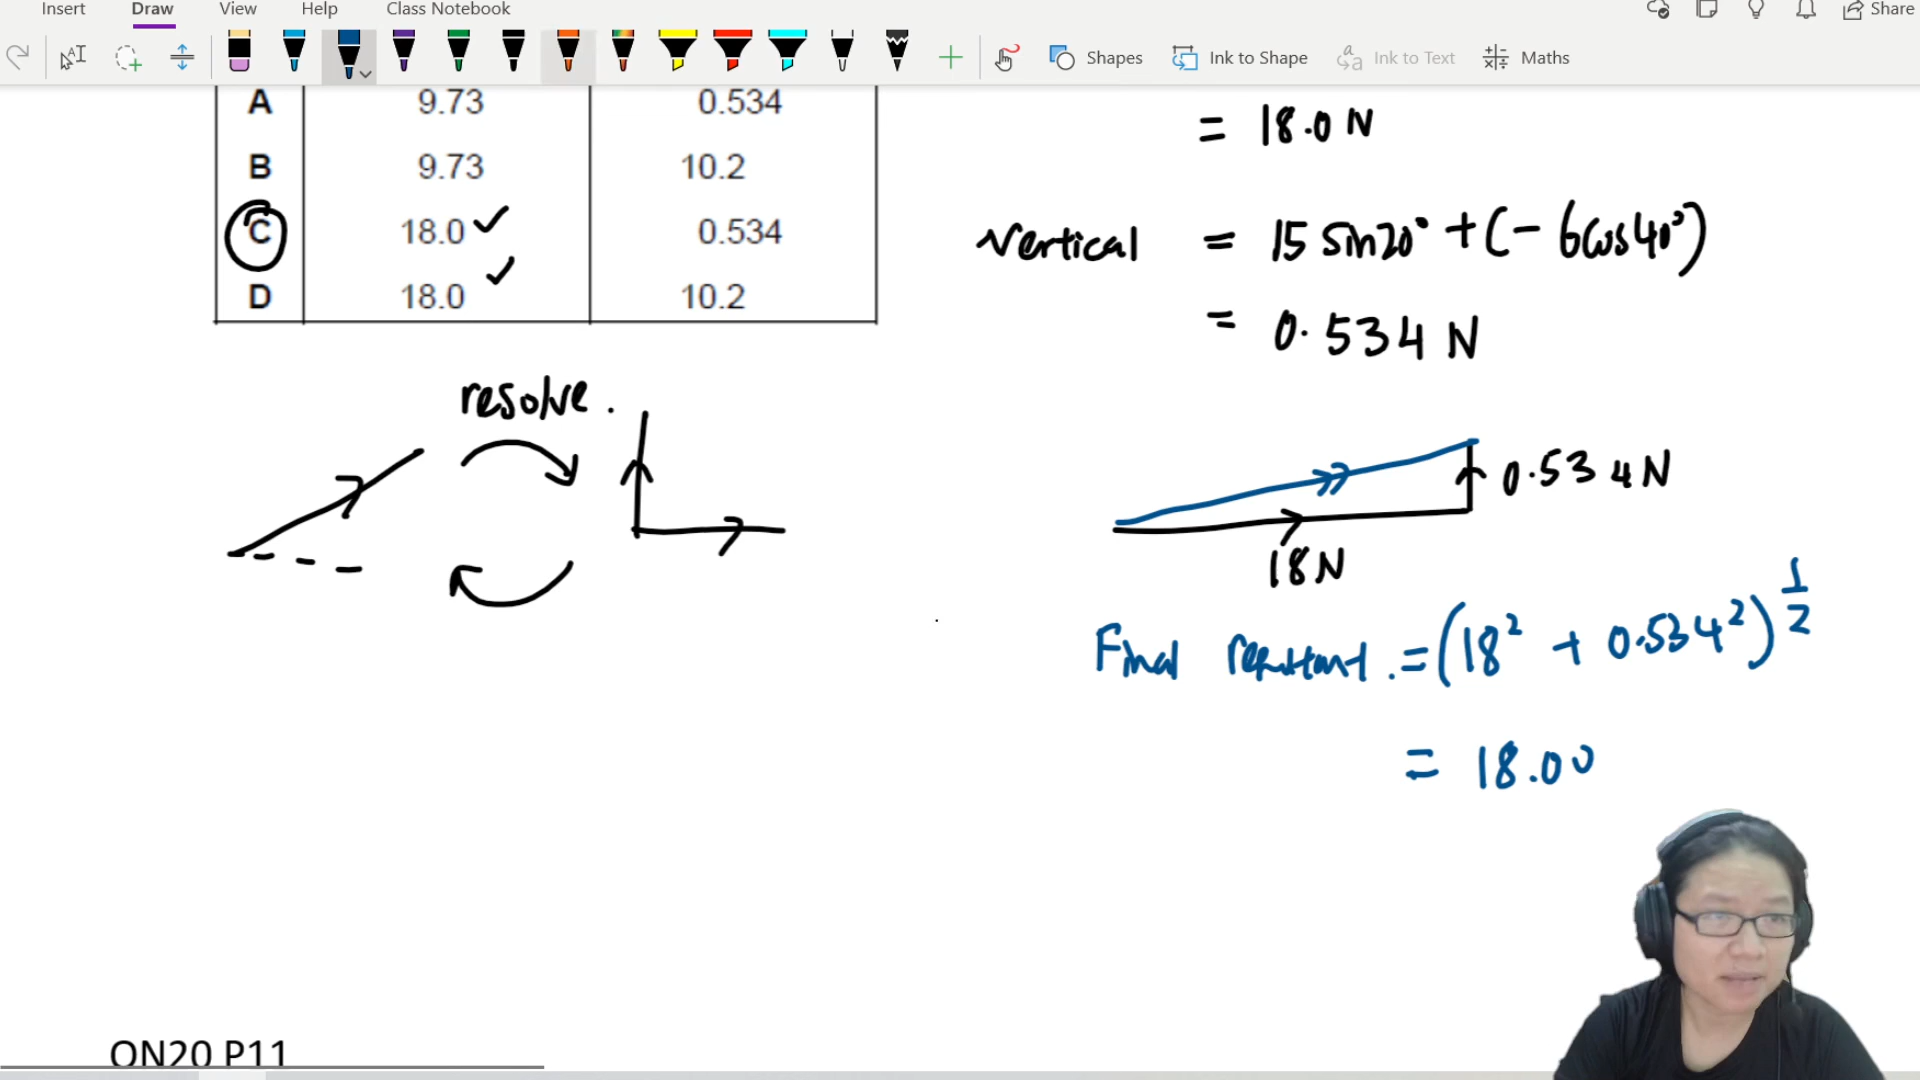 Insert Draw View Help Class Notebook Share
Shapes Ink to Shape Ink to Text Maths
A 9.73 0.534
B 9.73 10.2
C 18.0 ✓ 0.534
D 18.0 ✓ 10.2
= 18.0 N
Vertical = 15 sin20° + (- 6cos40°)
= 0.534 N
resolve.
0.534N
18N
Final resultant. = (18² + 0.534²)^½
= 18.00
ON20 P11